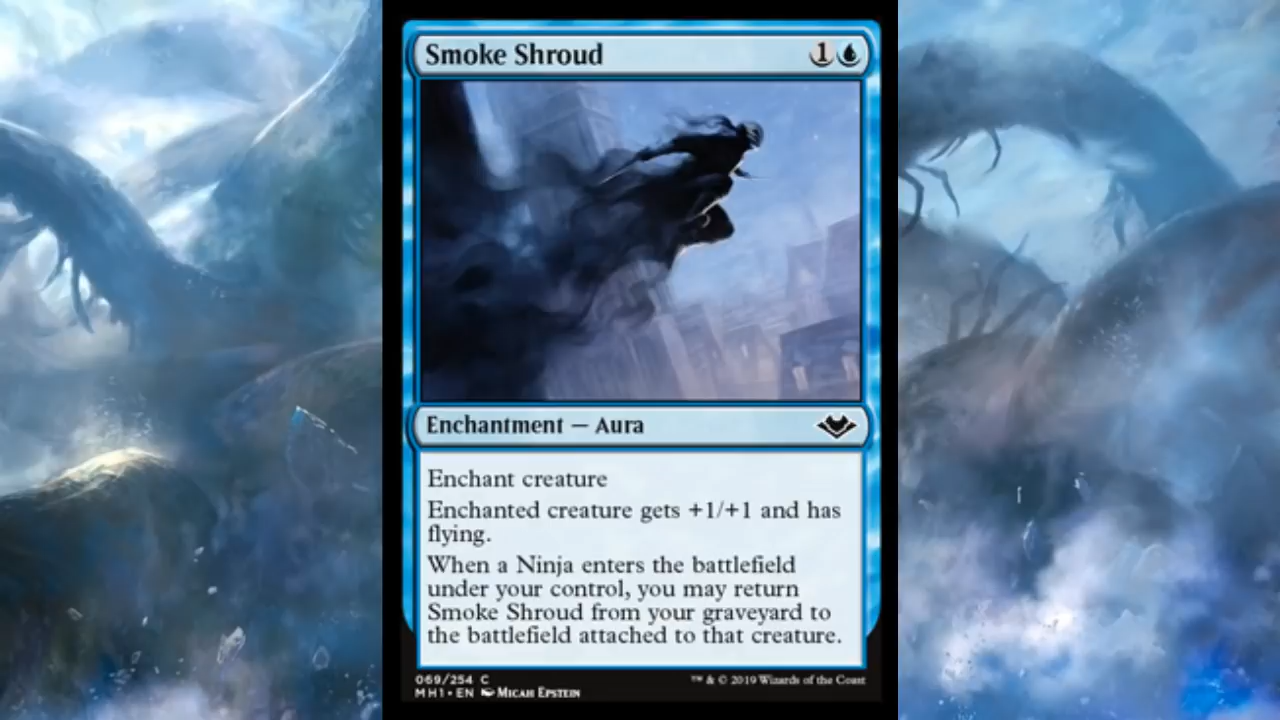 Smoke Shroud 1
Enchantment — Aura
Enchant creature
Enchanted creature gets +1/+1 and has
flying.
When a Ninja enters the battlefield
under your control, you may return
Smoke Shroud from your graveyard to
the battlefield attached to that creature.
069/254 C ™ & © 2019 Wizards of the Coast
MH1 • EN Micah Epstein